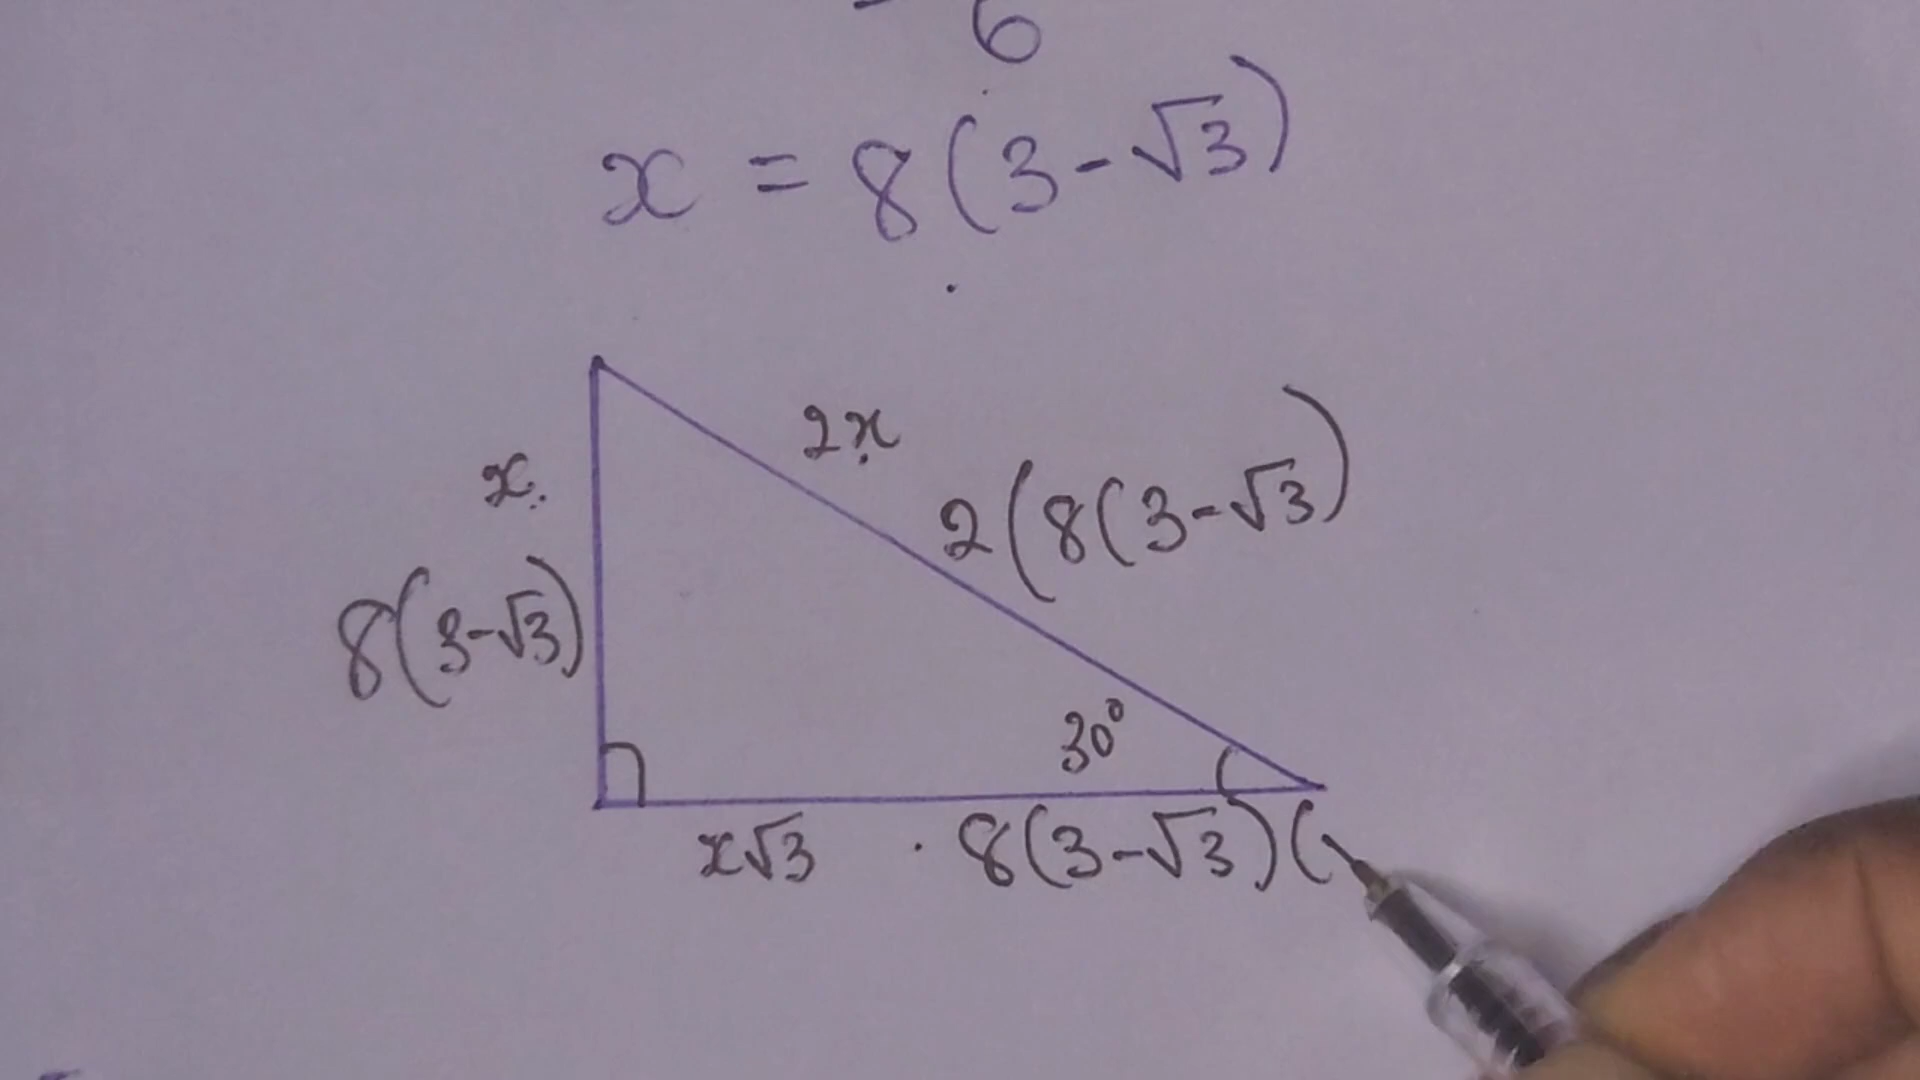 - 6
x = 8(3-√3)
2x
x
2(8(3-√3)
8(3-√3)
30°
x√3 · 8(3-√3)(